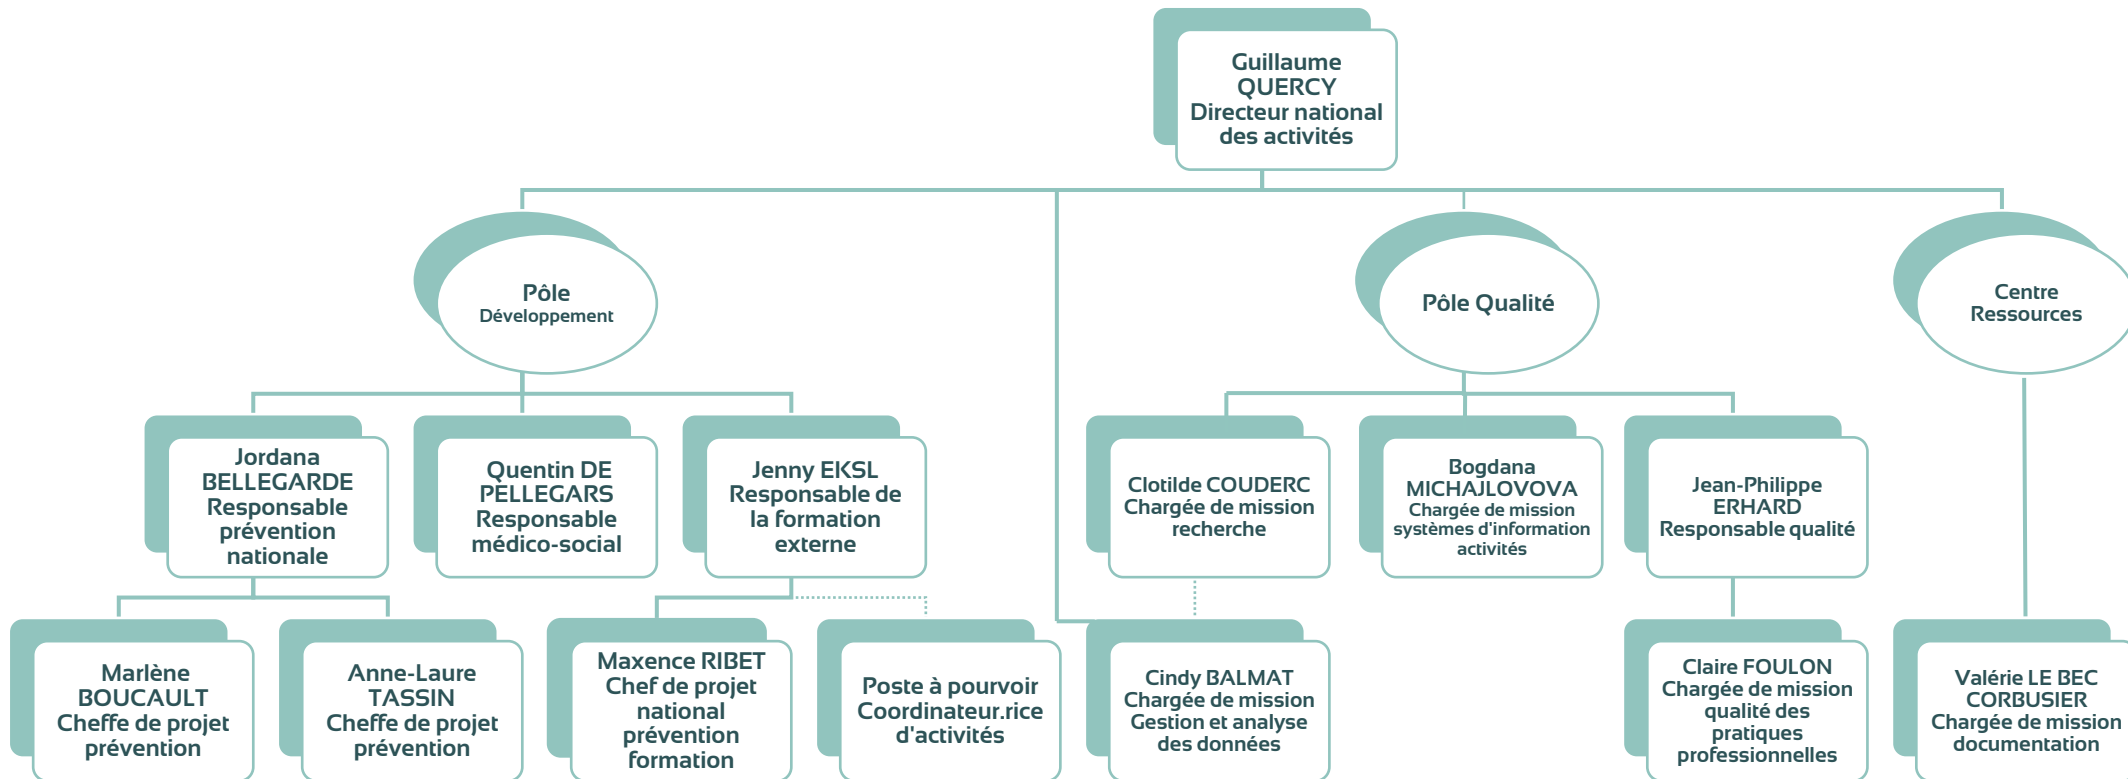 Guillaume
QUERCY
Directeur national
des activités
Pôle
Développement
Pôle Qualité
Centre
Ressources
Jordana
BELLEGARDE
Responsable
prévention
nationale
Quentin DE
PELLEGARS
Responsable
médico-social
Jenny EKSL
Responsable de
la formation
externe
Clotilde COUDERC
Chargée de mission
recherche
Bogdana
MICHAJLOVOVA
Chargée de mission
systèmes d'information
activités
Jean-Philippe
ERHARD
Responsable qualité
Marlène
BOUCAULT
Cheffe de projet
prévention
Anne-Laure
TASSIN
Cheffe de projet
prévention
Maxence RIBET
Chef de projet
national
prévention
formation
Poste à pourvoir
Coordinateur.rice
d'activités
Cindy BALMAT
Chargée de mission
Gestion et analyse
des données
Claire FOULON
Chargée de mission
qualité des
pratiques
professionnelles
Valérie LE BEC
CORBUSIER
Chargée de mission
documentation